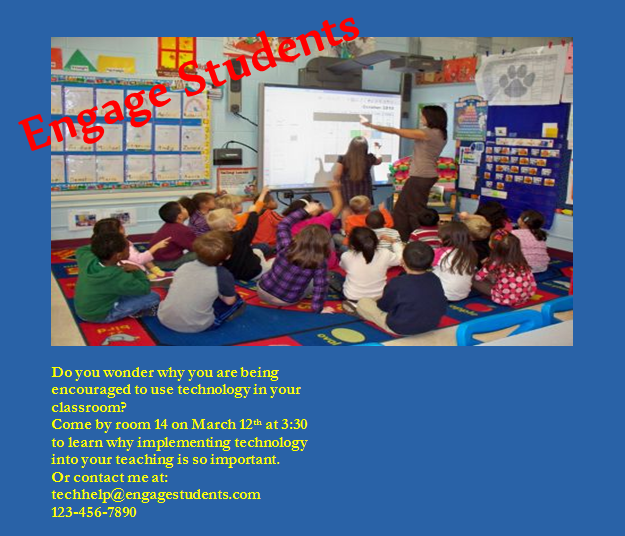 Engage Students
Do you wonder why you are being
encouraged to use technology in your
classroom?
Come by room 14 on March 12th at 3:30
to learn why implementing technology
into your teaching is so important.
Or contact me at:
techhelp@engagestudents.com
123-456-7890